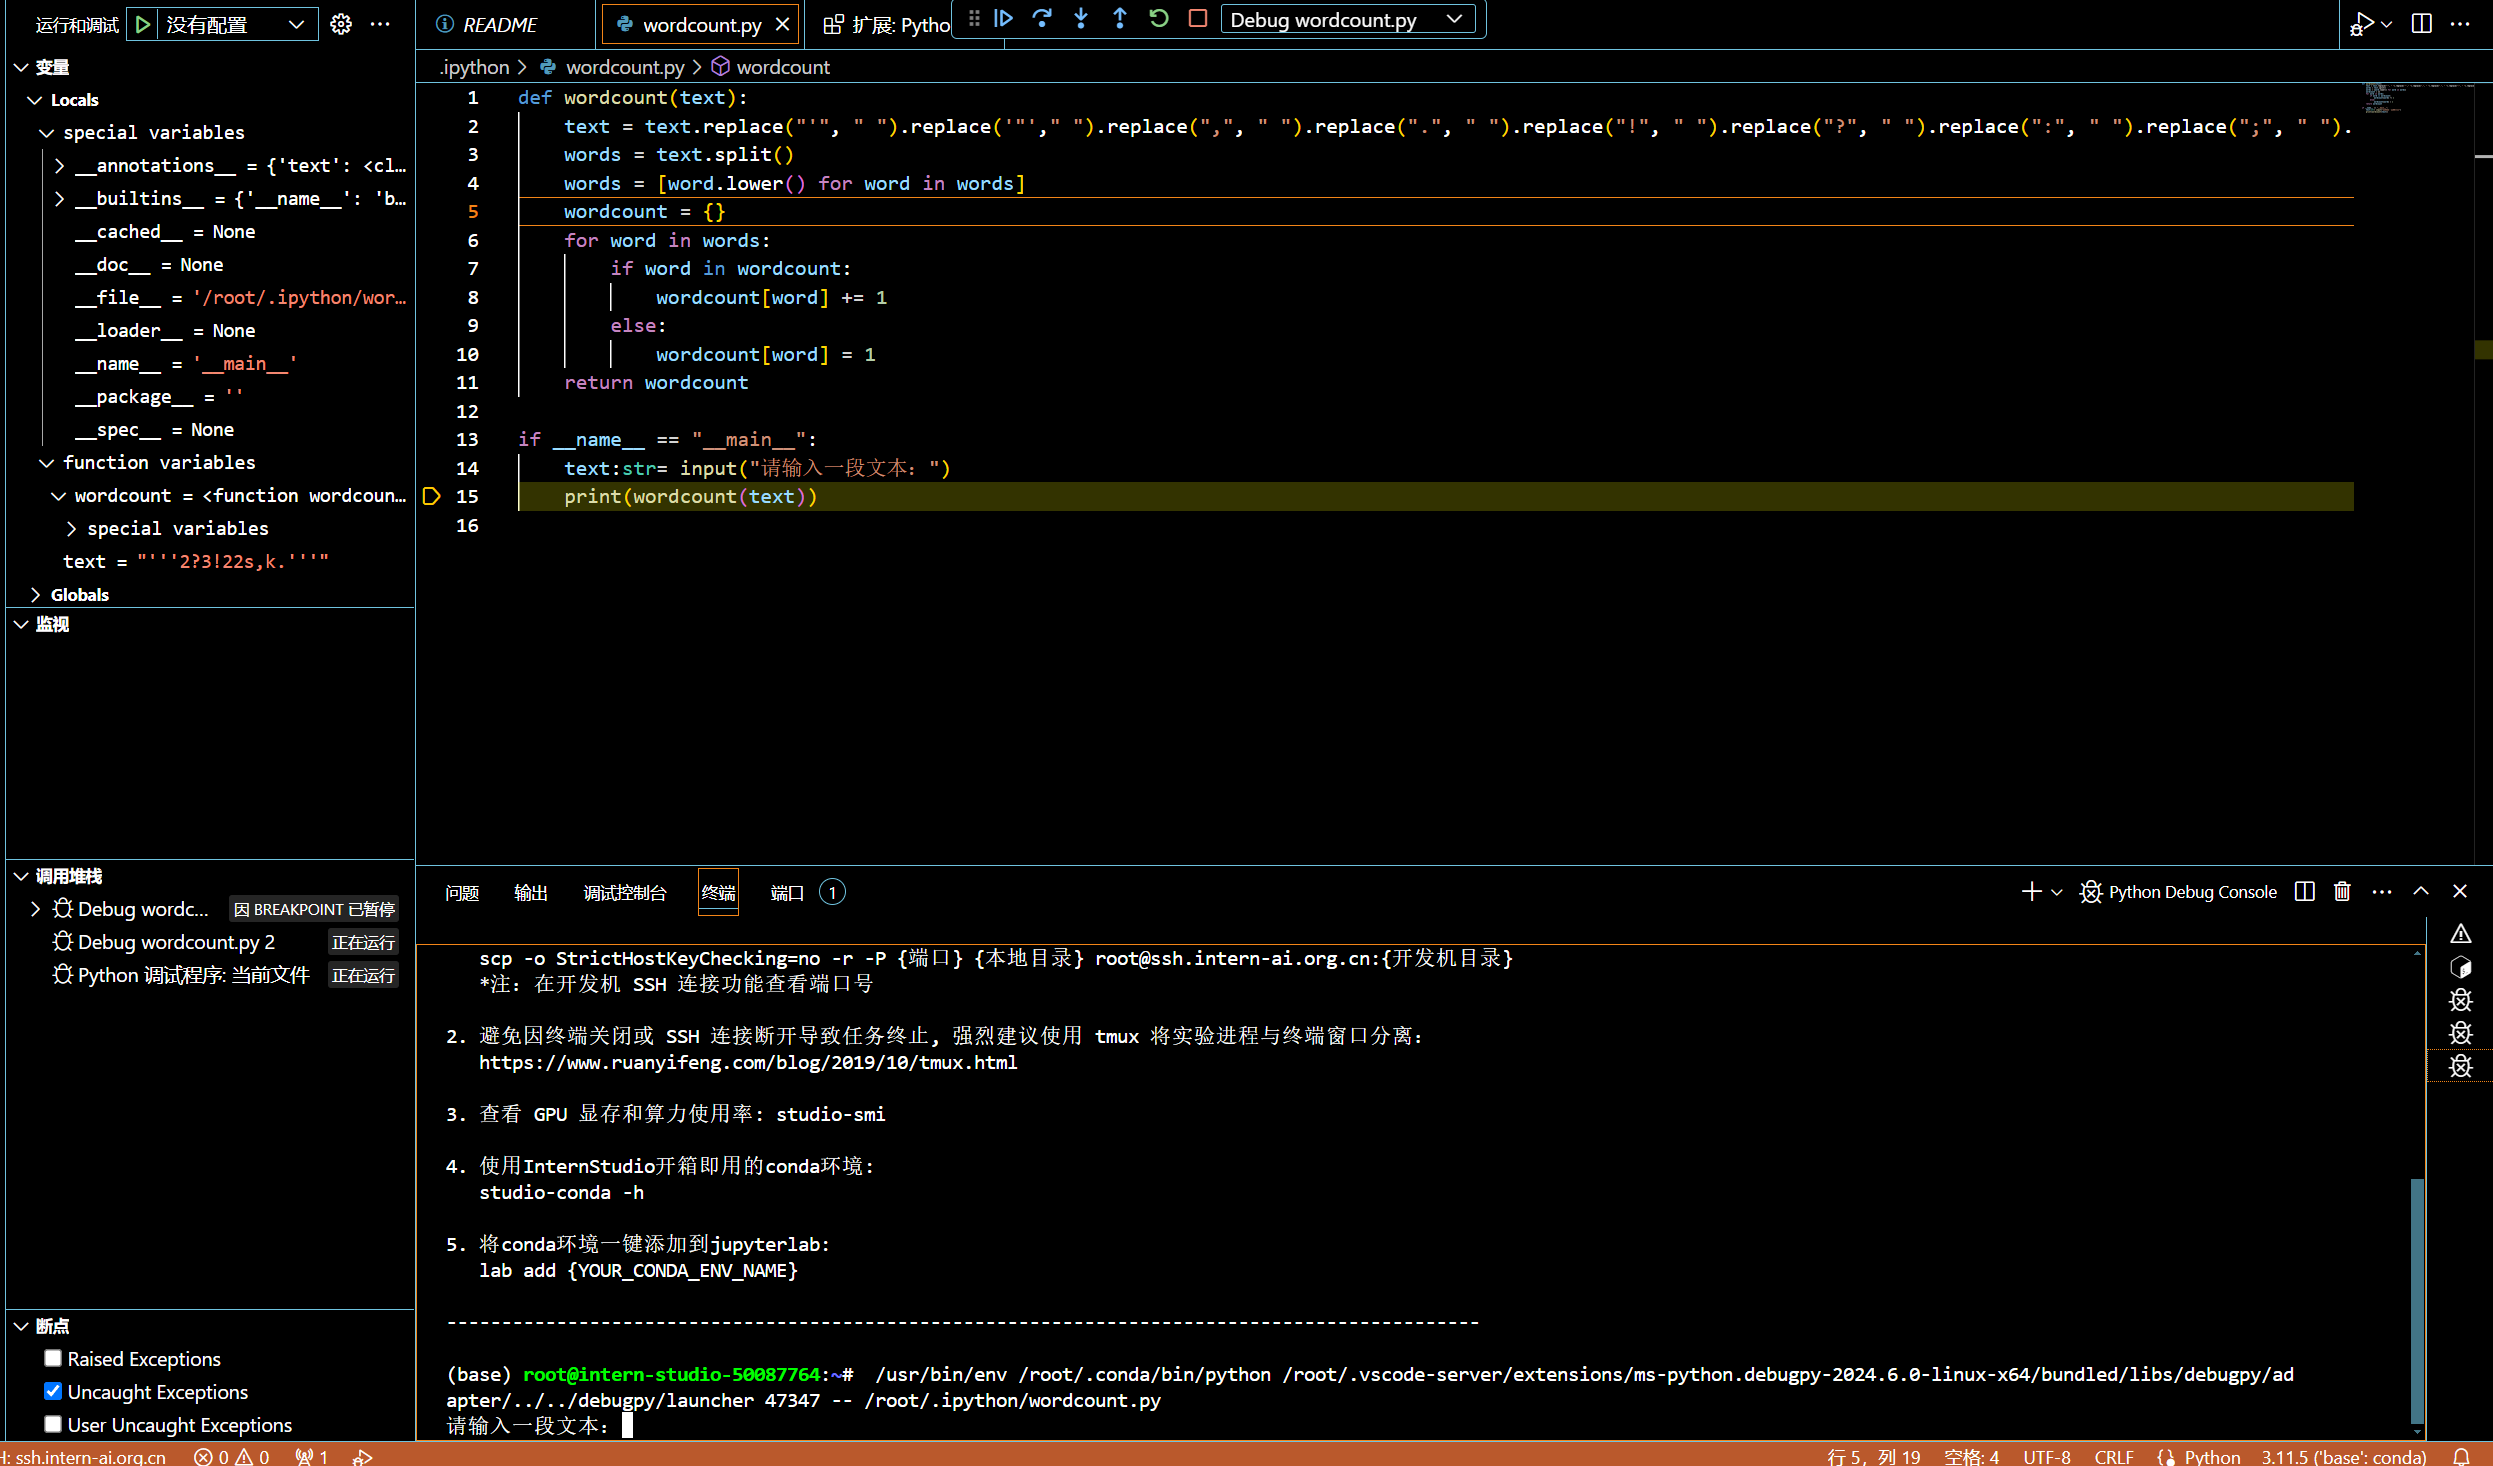 运行和调试 没有配置
变量
Locals
special variables
__annotations__ = {'text': <cl...
__builtins__ = {'__name__': 'b...
__cached__ = None
__doc__ = None
__file__ = '/root/.ipython/wor...
__loader__ = None
__name__ = '__main__'
__package__ = ''
__spec__ = None
function variables
wordcount = <function wordcoun...
special variables
text = "'''2?3!22s,k.'''"
Globals
监视
调用堆栈
Debug wordc... 因 BREAKPOINT 已暂停
Debug wordcount.py 2 正在运行
Python 调试程序: 当前文件 正在运行
断点
Raised Exceptions
Uncaught Exceptions
User Uncaught Exceptions
README wordcount.py 扩展: Pytho Debug wordcount.py
.ipython > wordcount.py > wordcount
1 def wordcount(text):
2 text = text.replace("'", " ").replace('"'," ").replace(",", " ").replace(".", " ").replace("!", " ").replace("?", " ").replace(":", " ").replace(";", " ").
3 words = text.split()
4 words = [word.lower() for word in words]
5 wordcount = {}
6 for word in words:
7 if word in wordcount:
8 wordcount[word] += 1
9 else:
10 wordcount[word] = 1
11 return wordcount
12
13 if __name__ == "__main__":
14 text:str= input("请输入一段文本：")
15 print(wordcount(text))
16
问题 输出 调试控制台 终端 端口 1 Python Debug Console
scp -o StrictHostKeyChecking=no -r -P {端口} {本地目录} root@ssh.intern-ai.org.cn:{开发机目录}
*注: 在开发机 SSH 连接功能查看端口号
2. 避免因终端关闭或 SSH 连接断开导致任务终止, 强烈建议使用 tmux 将实验进程与终端窗口分离:
https://www.ruanyifeng.com/blog/2019/10/tmux.html
3. 查看 GPU 显存和算力使用率: studio-smi
4. 使用InternStudio开箱即用的conda环境:
studio-conda -h
5. 将conda环境一键添加到jupyterlab:
lab add {YOUR_CONDA_ENV_NAME}
----------------------------------------------------------------------------------------------
(base) root@intern-studio-50087764:~#  /usr/bin/env /root/.conda/bin/python /root/.vscode-server/extensions/ms-python.debugpy-2024.6.0-linux-x64/bundled/libs/debugpy/ad
apter/../../debugpy/launcher 47347 -- /root/.ipython/wordcount.py
请输入一段文本：
H: ssh.intern-ai.org.cn 0 0 1 行 5，列 19 空格: 4 UTF-8 CRLF Python 3.11.5 ('base': conda)